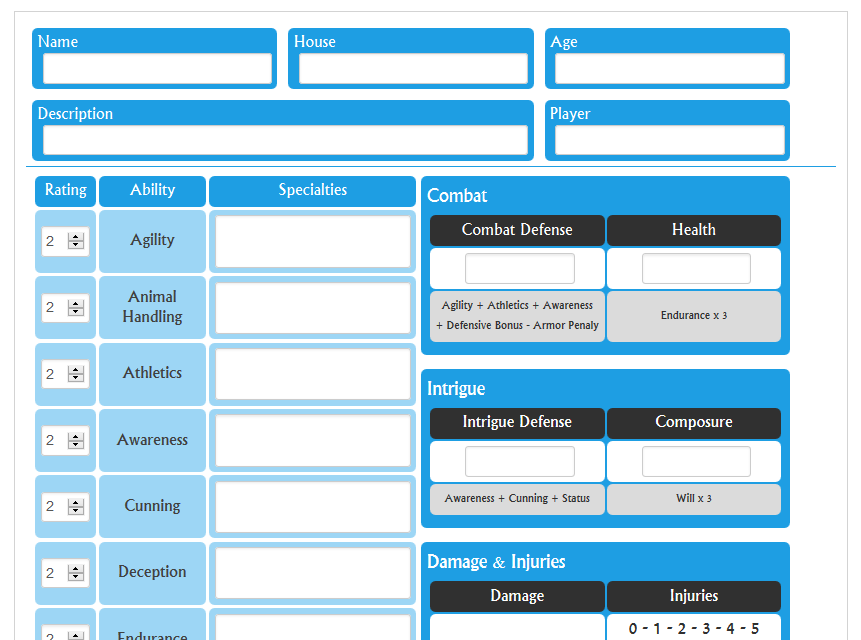 Name
House
Age
Description
Player
Rating
Ability
Specialties
2
Agility
2
Animal
Handling
2
Athletics
2
Awareness
2
Cunning
2
Deception
2
Endurance
Combat
Combat Defense
Health
Agility + Athletics + Awareness
+ Defensive Bonus - Armor Penaly
Endurance x 3
Intrigue
Intrigue Defense
Composure
Awareness + Cunning + Status
Will x 3
Damage & Injuries
Damage
Injuries
0 - 1 - 2 - 3 - 4 - 5